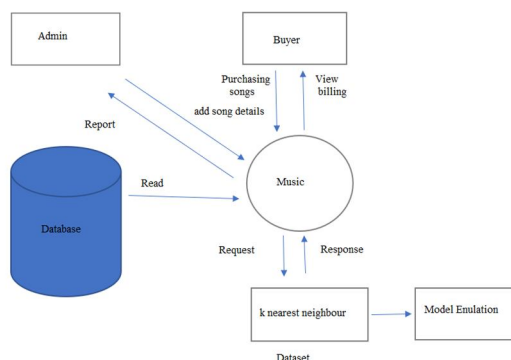 Admin
Buyer
Purchasing
songs
View
billing
add song details
Report
Music
Read
Database
Request
Response
k nearest neighbour
Model Enulation
Dataset